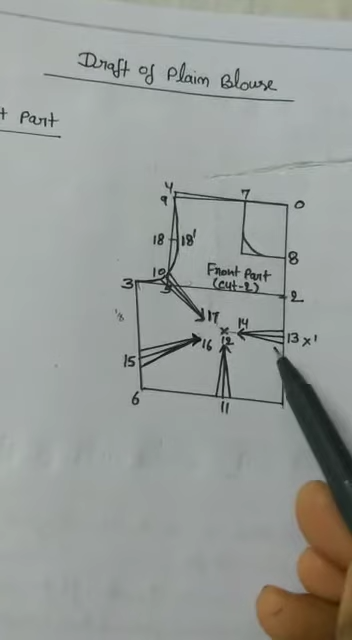 Draft of Plain Blouse
t Part
4
9
7
0
18
18'
8
10
3
Front Part
(Cut-2)
2
17
14
x
12
13 x'
16
15
6
11